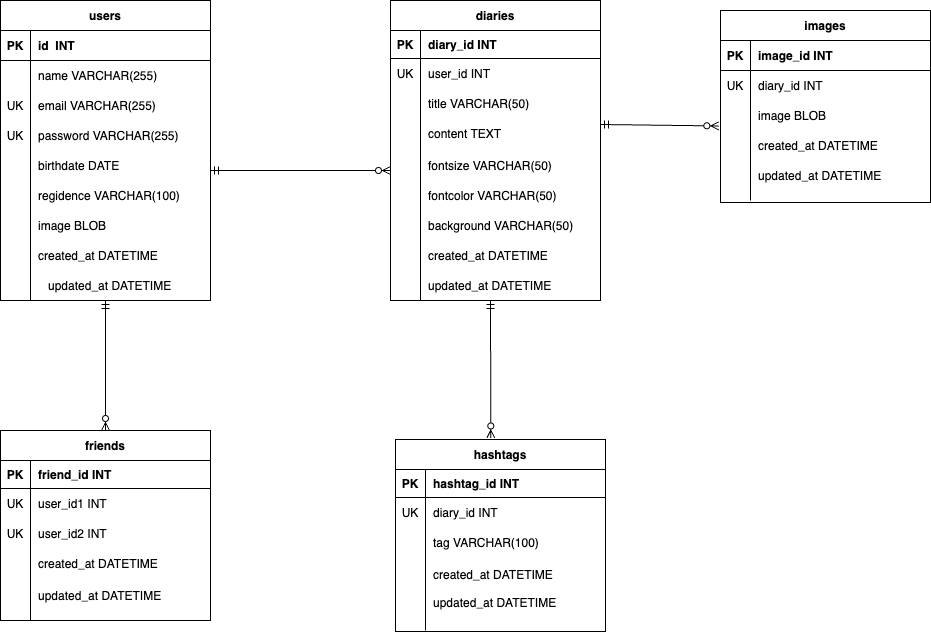 users
PK id INT
name VARCHAR(255)
UK email VARCHAR(255)
UK password VARCHAR(255)
birthdate DATE
regidence VARCHAR(100)
image BLOB
created_at DATETIME
updated_at DATETIME
diaries
PK diary_id INT
UK user_id INT
title VARCHAR(50)
content TEXT
fontsize VARCHAR(50)
fontcolor VARCHAR(50)
background VARCHAR(50)
created_at DATETIME
updated_at DATETIME
images
PK image_id INT
UK diary_id INT
image BLOB
created_at DATETIME
updated_at DATETIME
friends
PK friend_id INT
UK user_id1 INT
UK user_id2 INT
created_at DATETIME
updated_at DATETIME
hashtags
PK hashtag_id INT
UK diary_id INT
tag VARCHAR(100)
created_at DATETIME
updated_at DATETIME